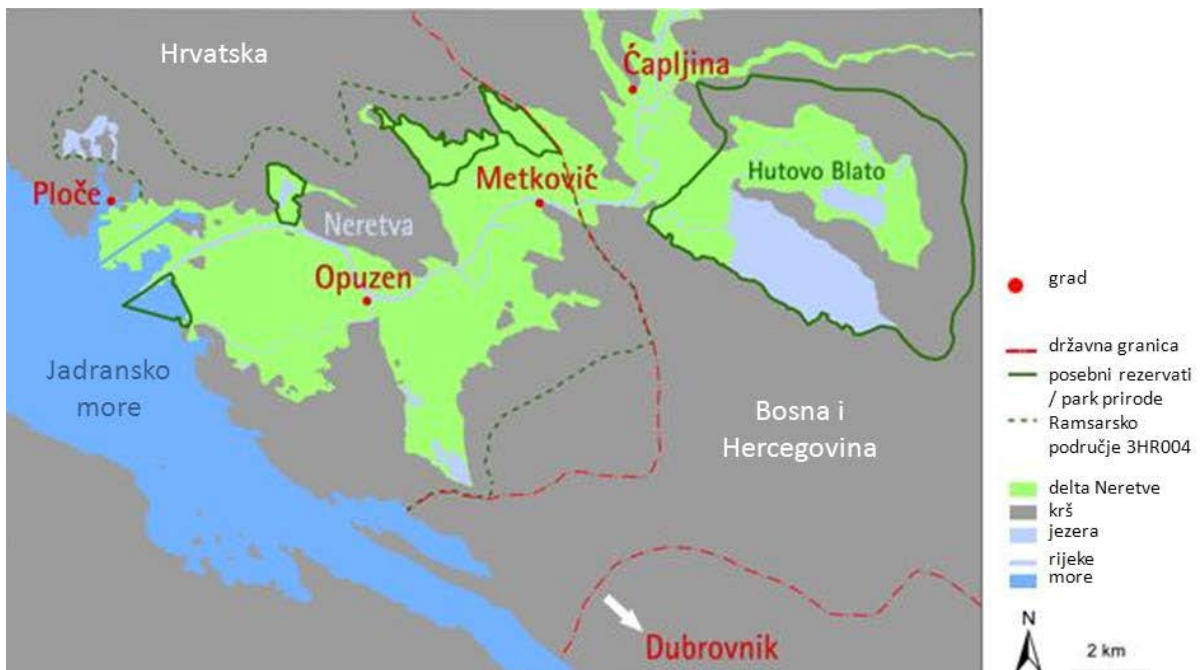 Hrvatska
Ćapljina
Hutovo Blato
Metković
Ploče
Neretva
Opuzen
Jadransko
more
Bosna i
Hercegovina
Dubrovnik
grad
državna granica
posebni rezervati
/ park prirode
Ramsarsko
područje 3HR004
delta Neretve
krš
jezera
rijeke
more
N
2 km